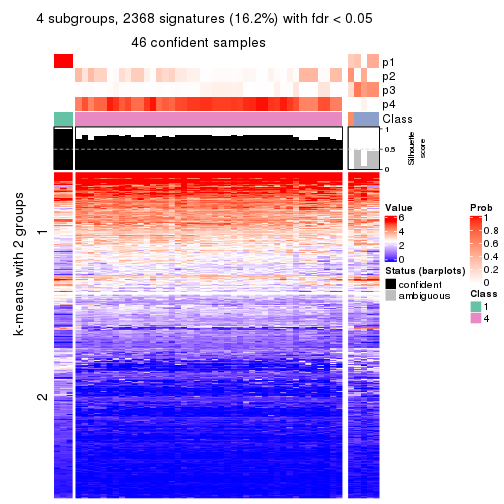 4 subgroups, 2368 signatures (16.2%) with fdr < 0.05
46 confident samples
p1
p2
p3
p4
Class
1
0.5
0
Silhouette
score
k-means with 2 groups
1
2
Value
6
4
2
0
Status (barplots)
confident
ambiguous
Prob
1
0.8
0.6
0.4
0.2
0
Class
1
4